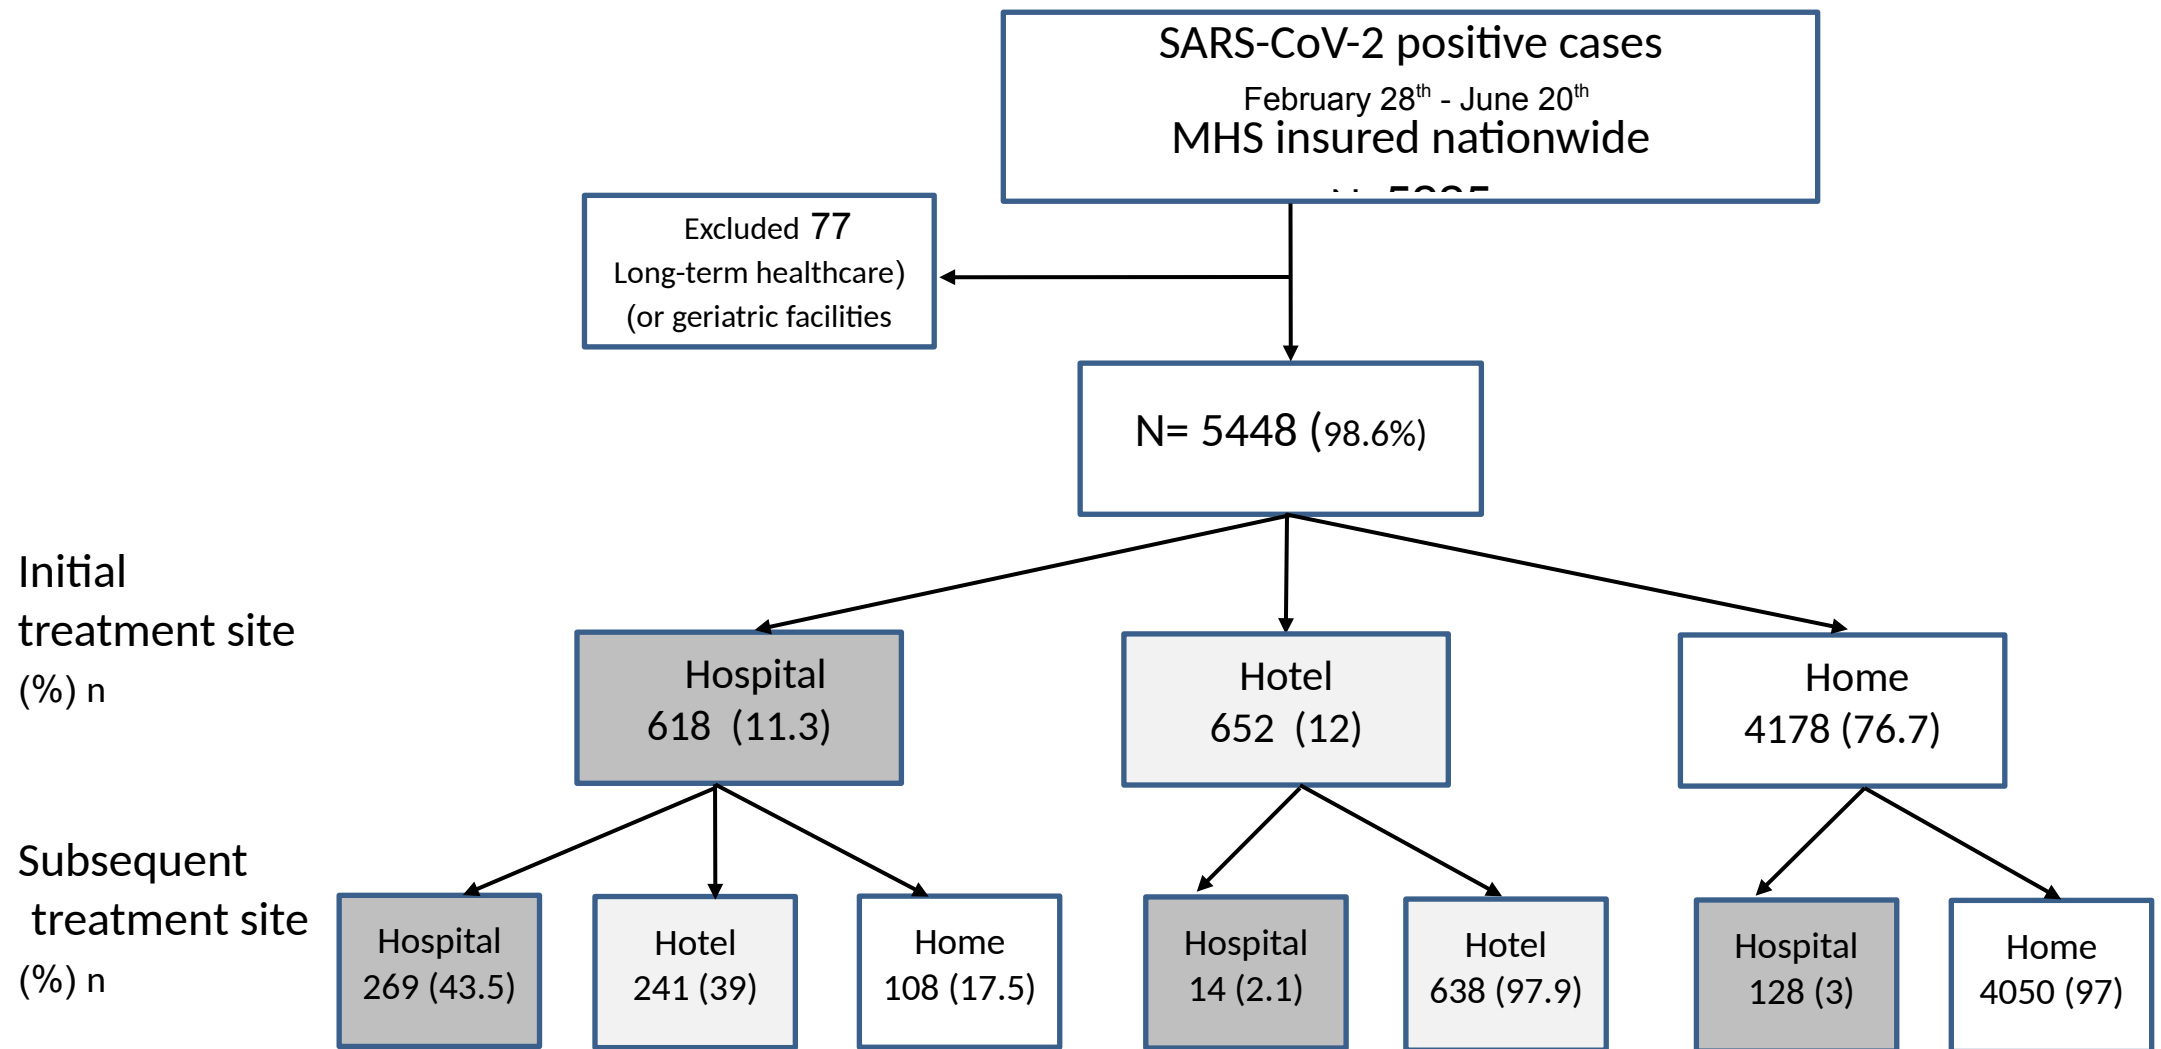 SARS-CoV-2 positive cases
February 28th - June 20th
MHS insured nationwide
Excluded 77
Long-term healthcare)
(or geriatric facilities
N= 5448 (98.6%)
Initial
treatment site
(%) n
Hospital
618 (11.3)
Hotel
652 (12)
Home
4178 (76.7)
Subsequent
treatment site
(%) n
Hospital
269 (43.5)
Hotel
241 (39)
Home
108 (17.5)
Hospital
14 (2.1)
Hotel
638 (97.9)
Hospital
128 (3)
Home
4050 (97)